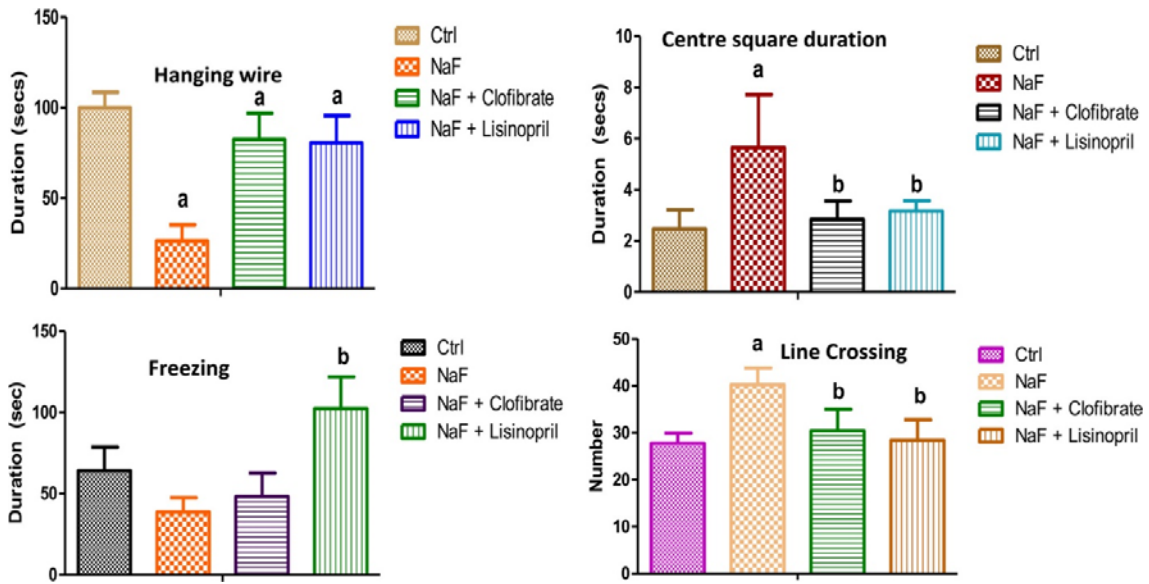 Hanging wire
Duration (secs)
150
100
50
0
a
a
a
Ctrl
NaF
NaF + Clofibrate
NaF + Lisinopril
Centre square duration
Duration (secs)
10
8
6
4
2
0
a
b
b
Ctrl
NaF
NaF + Clofibrate
NaF + Lisinopril
Freezing
Duration (sec)
150
100
50
0
b
Ctrl
NaF
NaF + Clofibrate
NaF + Lisinopril
Line Crossing
Number
50
40
30
20
10
0
a
b
b
Ctrl
NaF
NaF + Clofibrate
NaF + Lisinopril